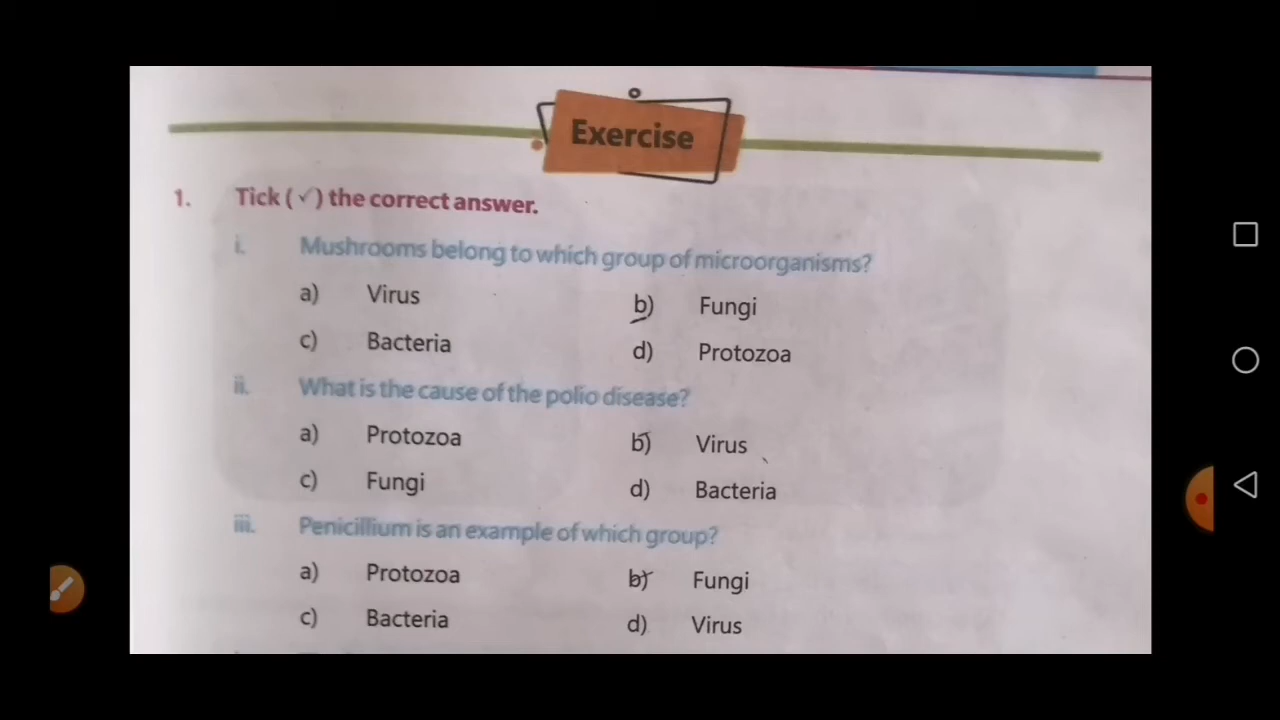 Exercise
1. Tick (✓) the correct answer.
i. Mushrooms belong to which group of microorganisms?
a) Virus b) Fungi
c) Bacteria d) Protozoa
ii. What is the cause of the polio disease?
a) Protozoa b) Virus
c) Fungi d) Bacteria
iii. Penicillium is an example of which group?
a) Protozoa b) Fungi
c) Bacteria d) Virus